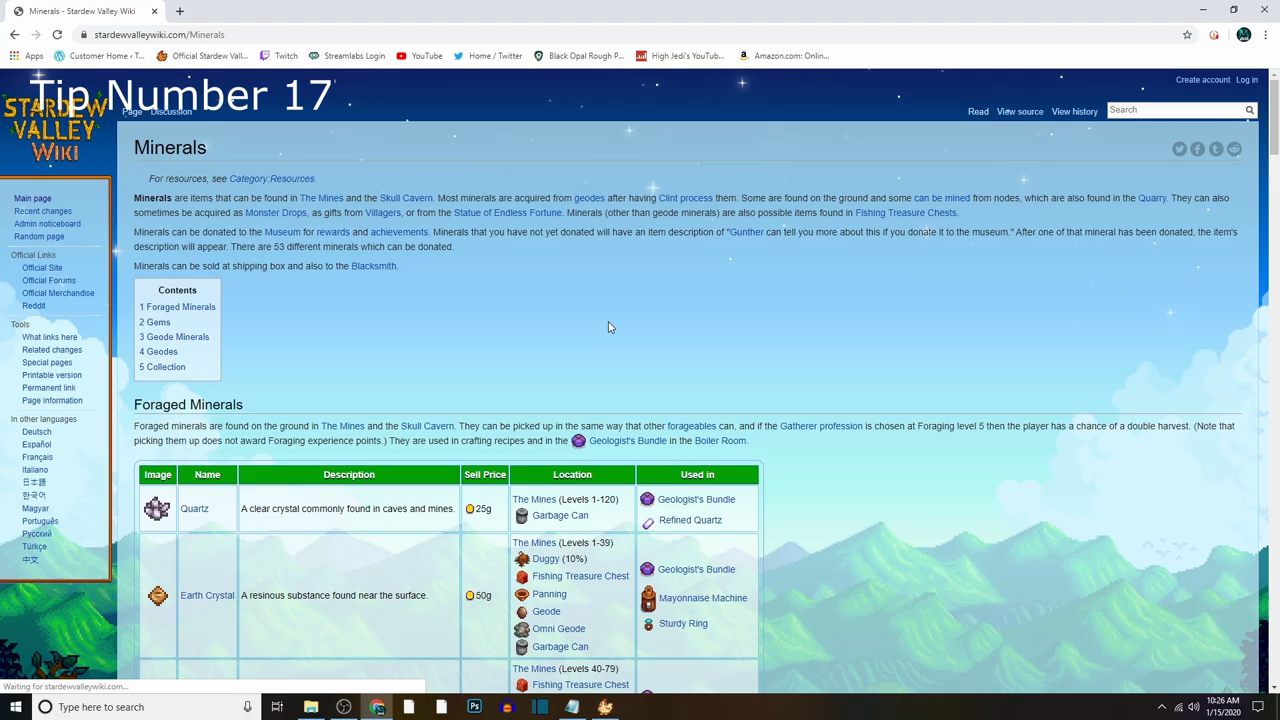 Minerals - Stardew Valley Wiki
stardewvalleywiki.com/Minerals
Apps
Customer Home ‹ T...
Official Stardew Vall...
Twitch
Streamlabs Login
YouTube
Home / Twitter
Black Opal Rough P...
High Jedi's YouTub...
Amazon.com: Onlin...
Tip Number 17
Create account Log in
STARDEW
VALLEY
WIKI
Page Discussion
Read View source View history
Search
Main page
Recent changes
Admin noticeboard
Random page
Official Links
Official Site
Official Forums
Official Merchandise
Reddit
Tools
What links here
Related changes
Special pages
Printable version
Permanent link
Page information
In other languages
Deutsch
Español
Français
Italiano
日本語
한국어
Magyar
Português
Русский
Türkçe
中文
Minerals
For resources, see Category:Resources.
Minerals are items that can be found in The Mines and the Skull Cavern. Most minerals are acquired from geodes after having Clint process them. Some are found on the ground and some can be mined from nodes, which are also found in the Quarry. They can also
sometimes be acquired as Monster Drops, as gifts from Villagers, or from the Statue of Endless Fortune. Minerals (other than geode minerals) are also possible items found in Fishing Treasure Chests.
Minerals can be donated to the Museum for rewards and achievements. Minerals that you have not yet donated will have an item description of "Gunther can tell you more about this if you donate it to the museum." After one of that mineral has been donated, the item's
description will appear. There are 53 different minerals which can be donated.
Minerals can be sold at shipping box and also to the Blacksmith.
Contents
1 Foraged Minerals
2 Gems
3 Geode Minerals
4 Geodes
5 Collection
Foraged Minerals
Foraged minerals are found on the ground in The Mines and the Skull Cavern. They can be picked up in the same way that other forageables can, and if the Gatherer profession is chosen at Foraging level 5 then the player has a chance of a double harvest. (Note that
picking them up does not award Foraging experience points.) They are used in crafting recipes and in the Geologist's Bundle in the Boiler Room.
Image Name Description Sell Price Location Used in
Quartz
A clear crystal commonly found in caves and mines.
25g
The Mines (Levels 1-120)
Garbage Can
Geologist's Bundle
Refined Quartz
Earth Crystal
A resinous substance found near the surface.
50g
The Mines (Levels 1-39)
Duggy (10%)
Fishing Treasure Chest
Panning
Geode
Omni Geode
Garbage Can
Geologist's Bundle
Mayonnaise Machine
Sturdy Ring
The Mines (Levels 40-79)
Fishing Treasure Chest
Waiting for stardewvalleywiki.com...
Type here to search
Ps
10:26 AM
1/15/2020